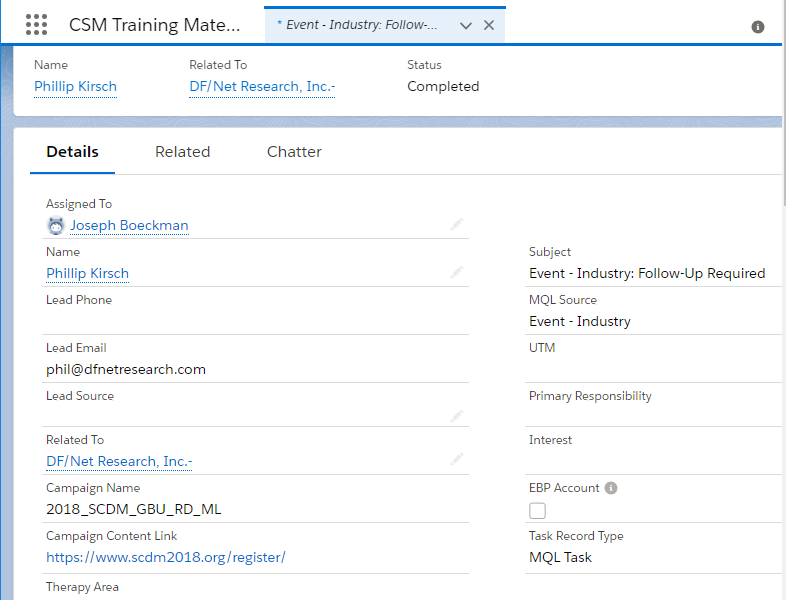 CSM Training Mate...
* Event - Industry: Follow-...
Name
Related To
Status
Phillip Kirsch
DF/Net Research, Inc.-
Completed
Details
Related
Chatter
Assigned To
Joseph Boeckman
Name
Subject
Phillip Kirsch
Event - Industry: Follow-Up Required
Lead Phone
MQL Source
Event - Industry
Lead Email
UTM
phil@dfnetresearch.com
Lead Source
Primary Responsibility
Related To
Interest
DF/Net Research, Inc.-
Campaign Name
EBP Account
2018_SCDM_GBU_RD_ML
Campaign Content Link
Task Record Type
https://www.scdm2018.org/register/
MQL Task
Therapy Area